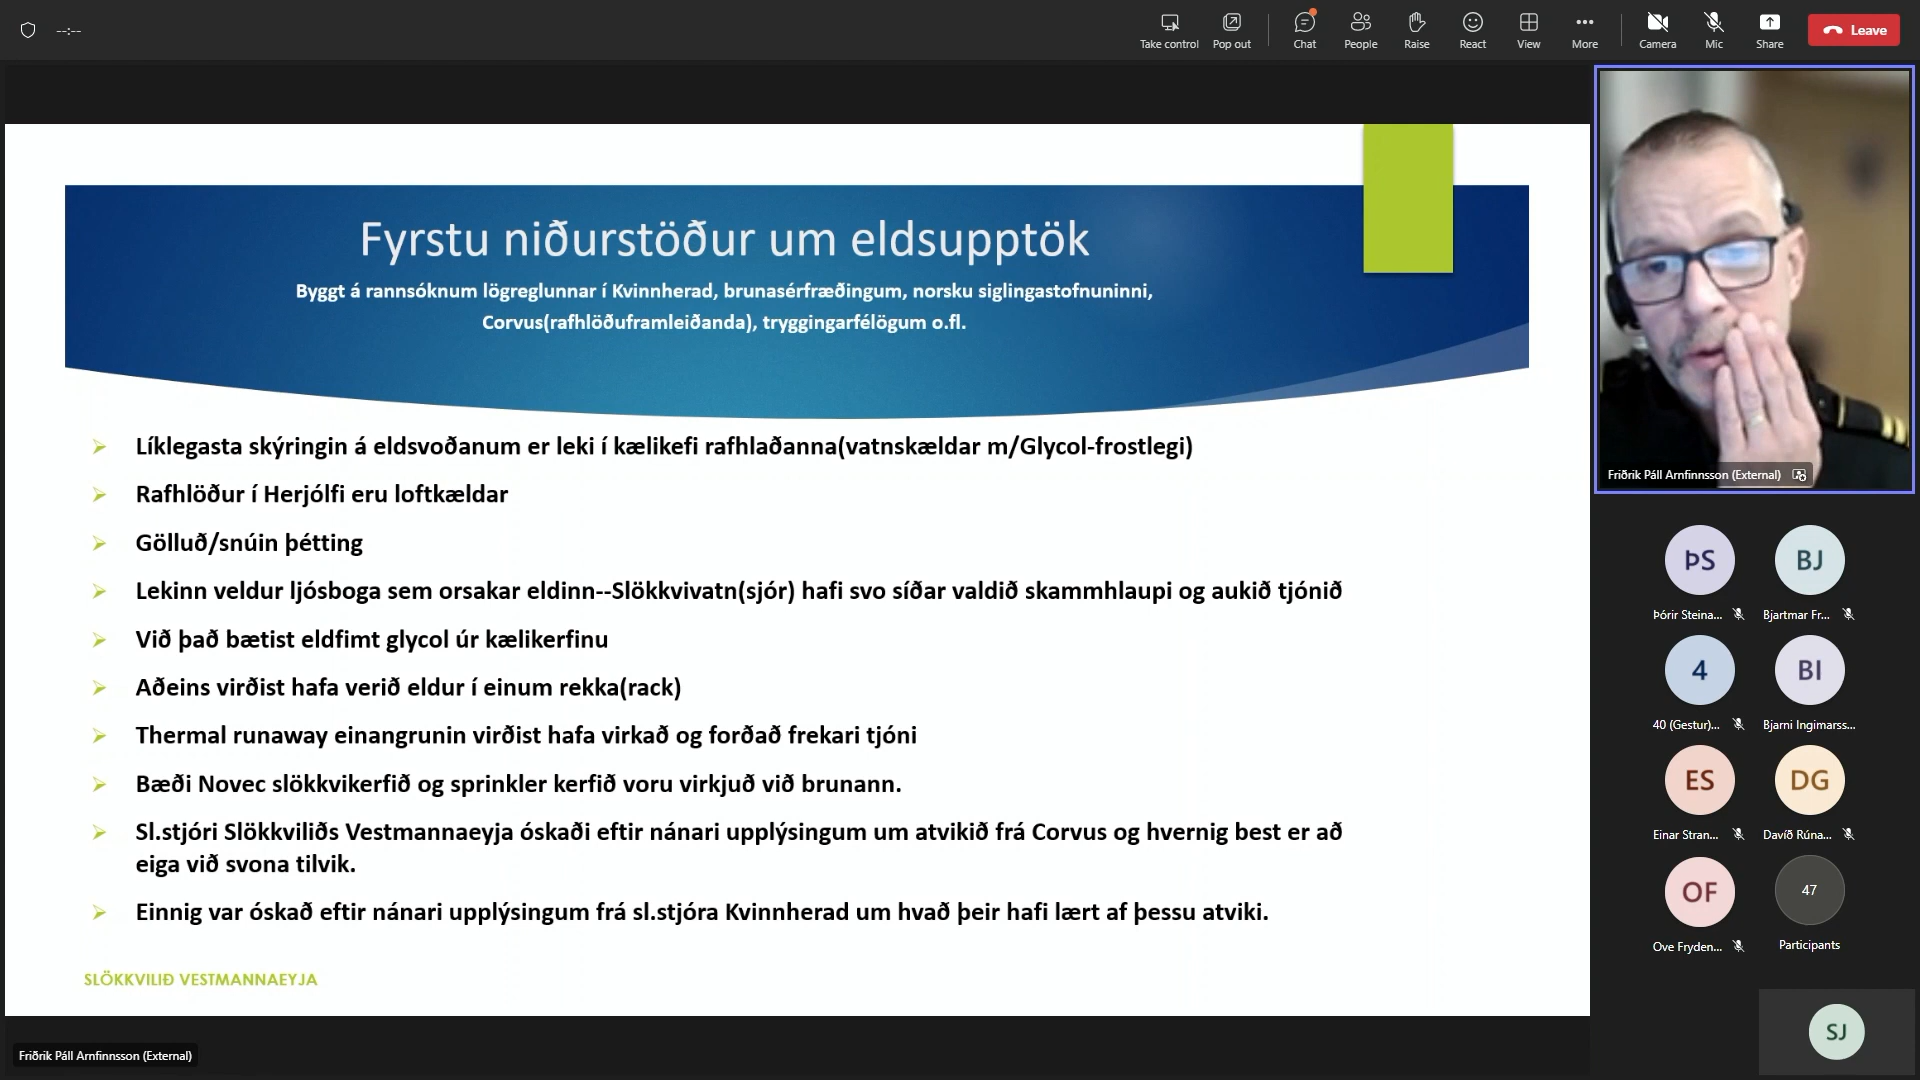 --:--
Take control
Pop out
Chat
People
Raise
React
View
More
Camera
Mic
Share
Leave
Fyrstu niðurstöður um eldsupptök
Byggt á rannsóknum lögreglunnar í Kvinnherad, brunasérfræðingum, norsku siglingastofnuninni,
Corvus(rafhlöðuframleiðanda), tryggingarfélögum o.fl.
Líklegasta skýringin á eldsvoðanum er leki í kælikefi rafhlaðanna(vatnskældar m/Glycol-frostlegi)
Rafhlöður í Herjólfi eru loftkældar
Gölluð/snúin þétting
Lekinn veldur ljósboga sem orsakar eldinn--Slökkvivatn(sjór) hafi svo síðar valdið skammhlaupi og aukið tjónið
Við það bætist eldfimt glycol úr kælikerfinu
Aðeins virðist hafa verið eldur í einum rekka(rack)
Thermal runaway einangrunin virðist hafa virkað og forðað frekari tjóni
Bæði Novec slökkvikerfið og sprinkler kerfið voru virkjuð við brunann.
Sl.stjóri Slökkviliðs Vestmannaeyja óskaði eftir nánari upplýsingum um atvikið frá Corvus og hvernig best er að
eiga við svona tilvik.
Einnig var óskað eftir nánari upplýsingum frá sl.stjóra Kvinnherad um hvað þeir hafi lært af þessu atviki.
SLÖKKVILIÐ VESTMANNAEYJA
Friðrik Páll Arnfinnsson (External)
Friðrik Páll Arnfinnsson (External)
ÞS
BJ
Þórir Steina...
Bjartmar Fr...
4
BI
40 (Gestur)...
Bjarni Ingimarss...
ES
DG
Einar Stran...
Davíð Rúna...
OF
47
Ove Fryden...
Participants
SJ